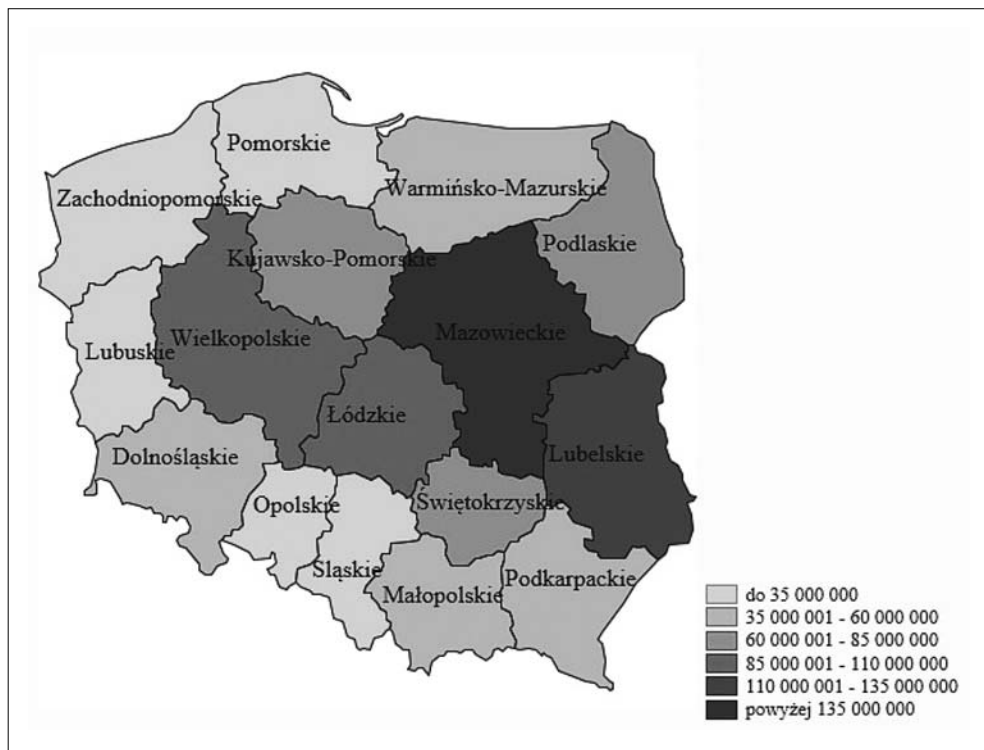 Pomorskie
Warmińsko-Mazurskie
Zachodniopomorskie
Podlaskie
Kujawsko-Pomorskie
Mazowieckie
Wielkopolskie
Lubuskie
Łódzkie
Lubelskie
Dolnośląskie
Opolskie
Świętokrzyskie
Śląskie
Podkarpackie
Małopolskie
do 35 000 000
35 000 001 - 60 000 000
60 000 001 - 85 000 000
85 000 001 - 110 000 000
110 000 001 - 135 000 000
powyżej 135 000 000